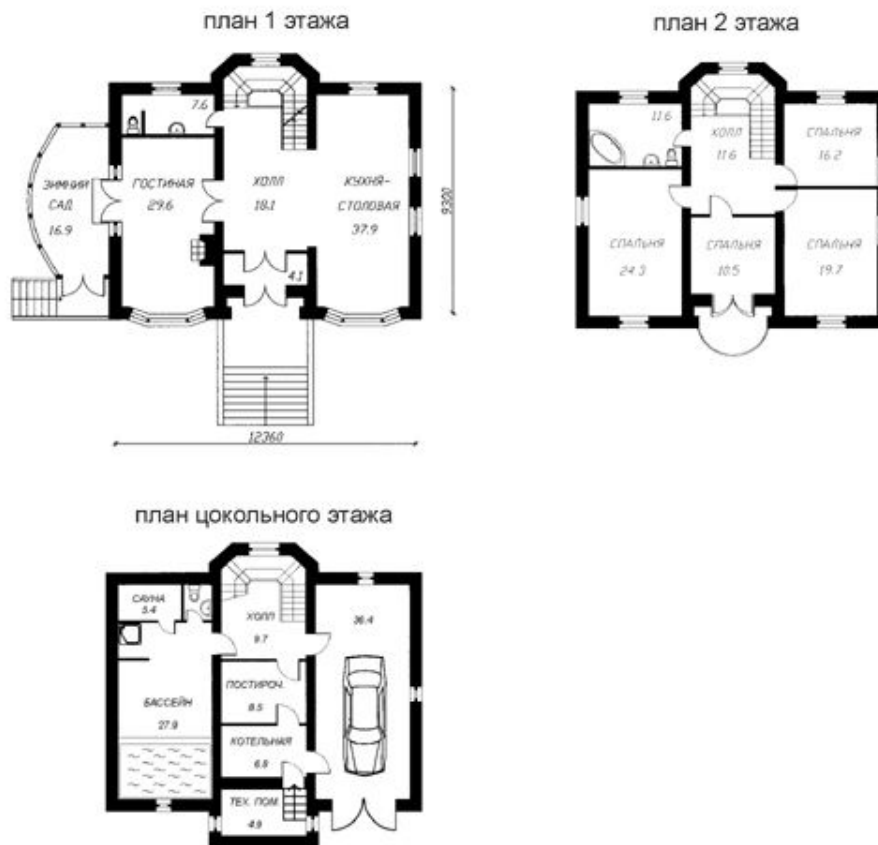 план 1 этажа
7.6
ЗИМНИЙ
САД
16.9
ГОСТИНАЯ
29.6
ХОЛЛ
18.1
КУХНЯ-
СТОЛОВАЯ
37.9
4.1
9300
12360
план 2 этажа
11.6
ХОЛЛ
11.6
СПАЛЬНЯ
16.2
СПАЛЬНЯ
24.3
СПАЛЬНЯ
10.5
СПАЛЬНЯ
19.7
план цокольного этажа
САУНА
5.4
ХОЛЛ
9.7
36.4
БАССЕЙН
27.9
ПОСТИРОЧ.
8.5
КОТЕЛЬНАЯ
6.8
ТЕХ. ПОМ.
4.9